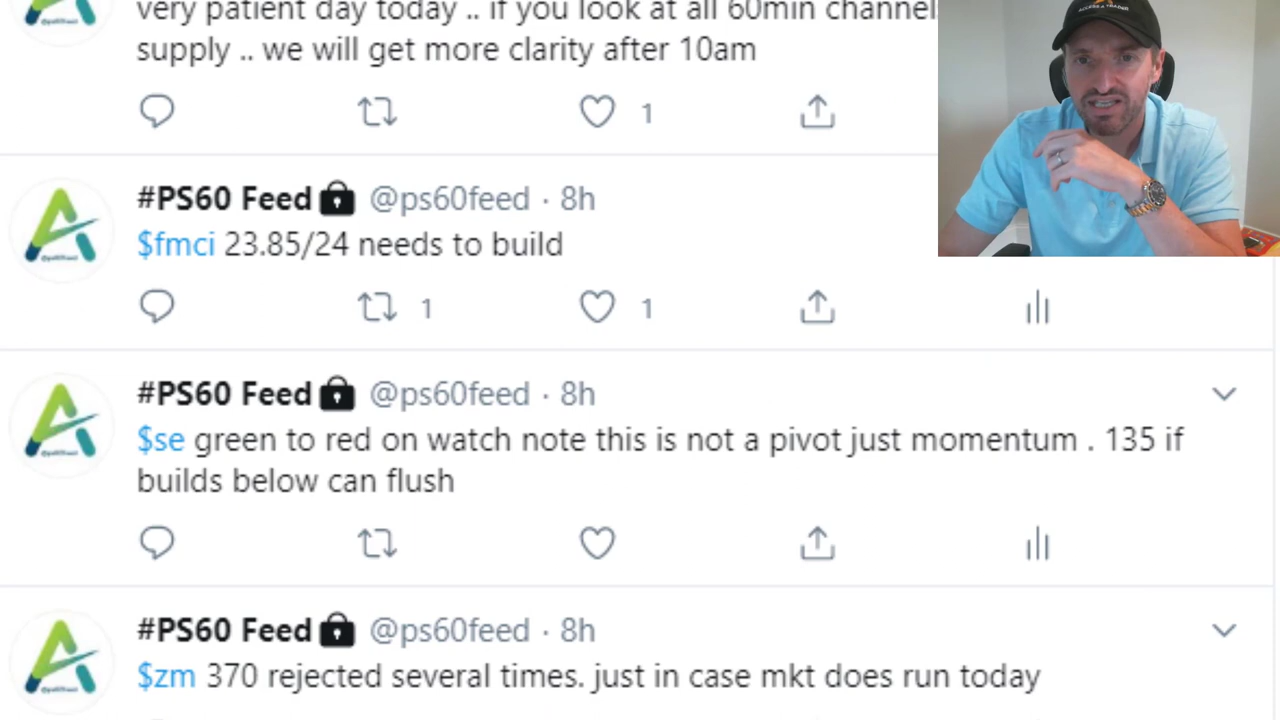 very patient day today .. if you look at all 60min channels
supply .. we will get more clarity after 10am
1
#PS60 Feed @ps60feed · 8h
$fmci 23.85/24 needs to build
1 1
#PS60 Feed @ps60feed · 8h
$se green to red on watch note this is not a pivot just momentum . 135 if
builds below can flush
#PS60 Feed @ps60feed · 8h
$zm 370 rejected several times. just in case mkt does run today